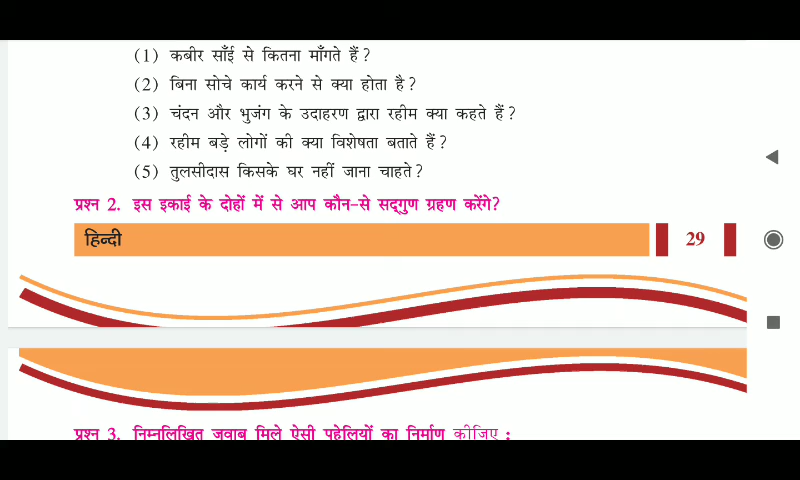 (1) कबीर साँई से कितना माँगते हैं ?
(2) बिना सोचे कार्य करने से क्या होता है ?
(3) चंदन और भुजंग के उदाहरण द्वारा रहीम क्या कहते हैं ?
(4) रहीम बड़े लोगों की क्या विशेषता बताते हैं ?
(5) तुलसीदास किसके घर नहीं जाना चाहते ?
प्रश्न 2. इस इकाई के दोहों में से आप कौन-से सद्‌गुण ग्रहण करेंगे?
हिन्दी 29
प्रश्न 3. निम्नलिखित जवाब मिले ऐसी पहेलियों का निर्माण कीजिए :